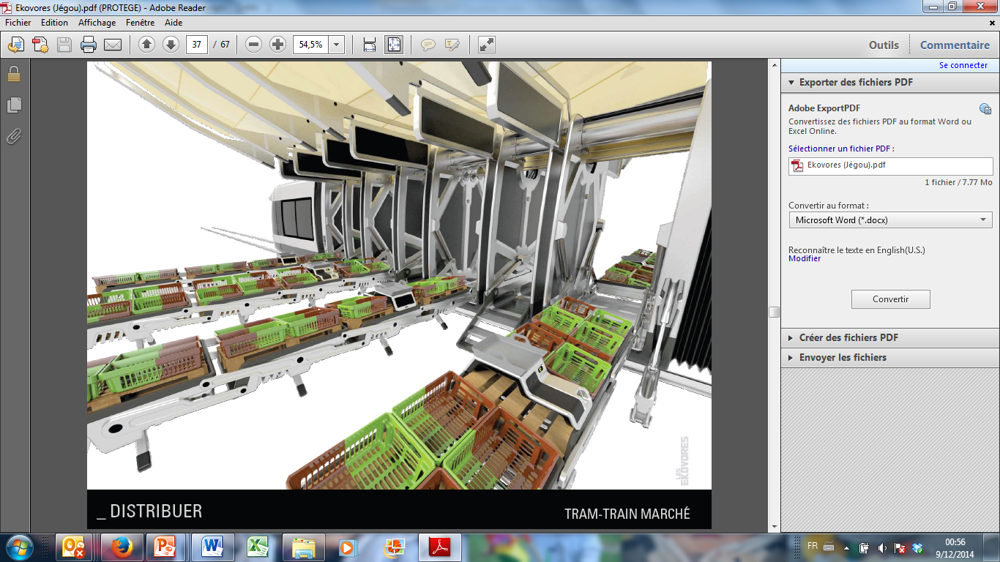 Ekovores (Jégou).pdf (PROTEGE) - Adobe Reader
Fichier Edition Affichage Fenêtre Aide
37 / 67 54,5% Outils Commentaire
Se connecter
Exporter des fichiers PDF
Adobe ExportPDF
Convertissez des fichiers PDF au format Word ou
Excel Online.
Sélectionner un fichier PDF :
Ekovores (Jégou).pdf
1 fichier / 7.77 Mo
Convertir au format :
Microsoft Word (*.docx)
Reconnaître le texte en English(U.S.)
Modifier
Convertir
Créer des fichiers PDF
Envoyer les fichiers
LES
EKOVORES
_ DISTRIBUER
TRAM-TRAIN MARCHÉ
FR
00:56
9/12/2014